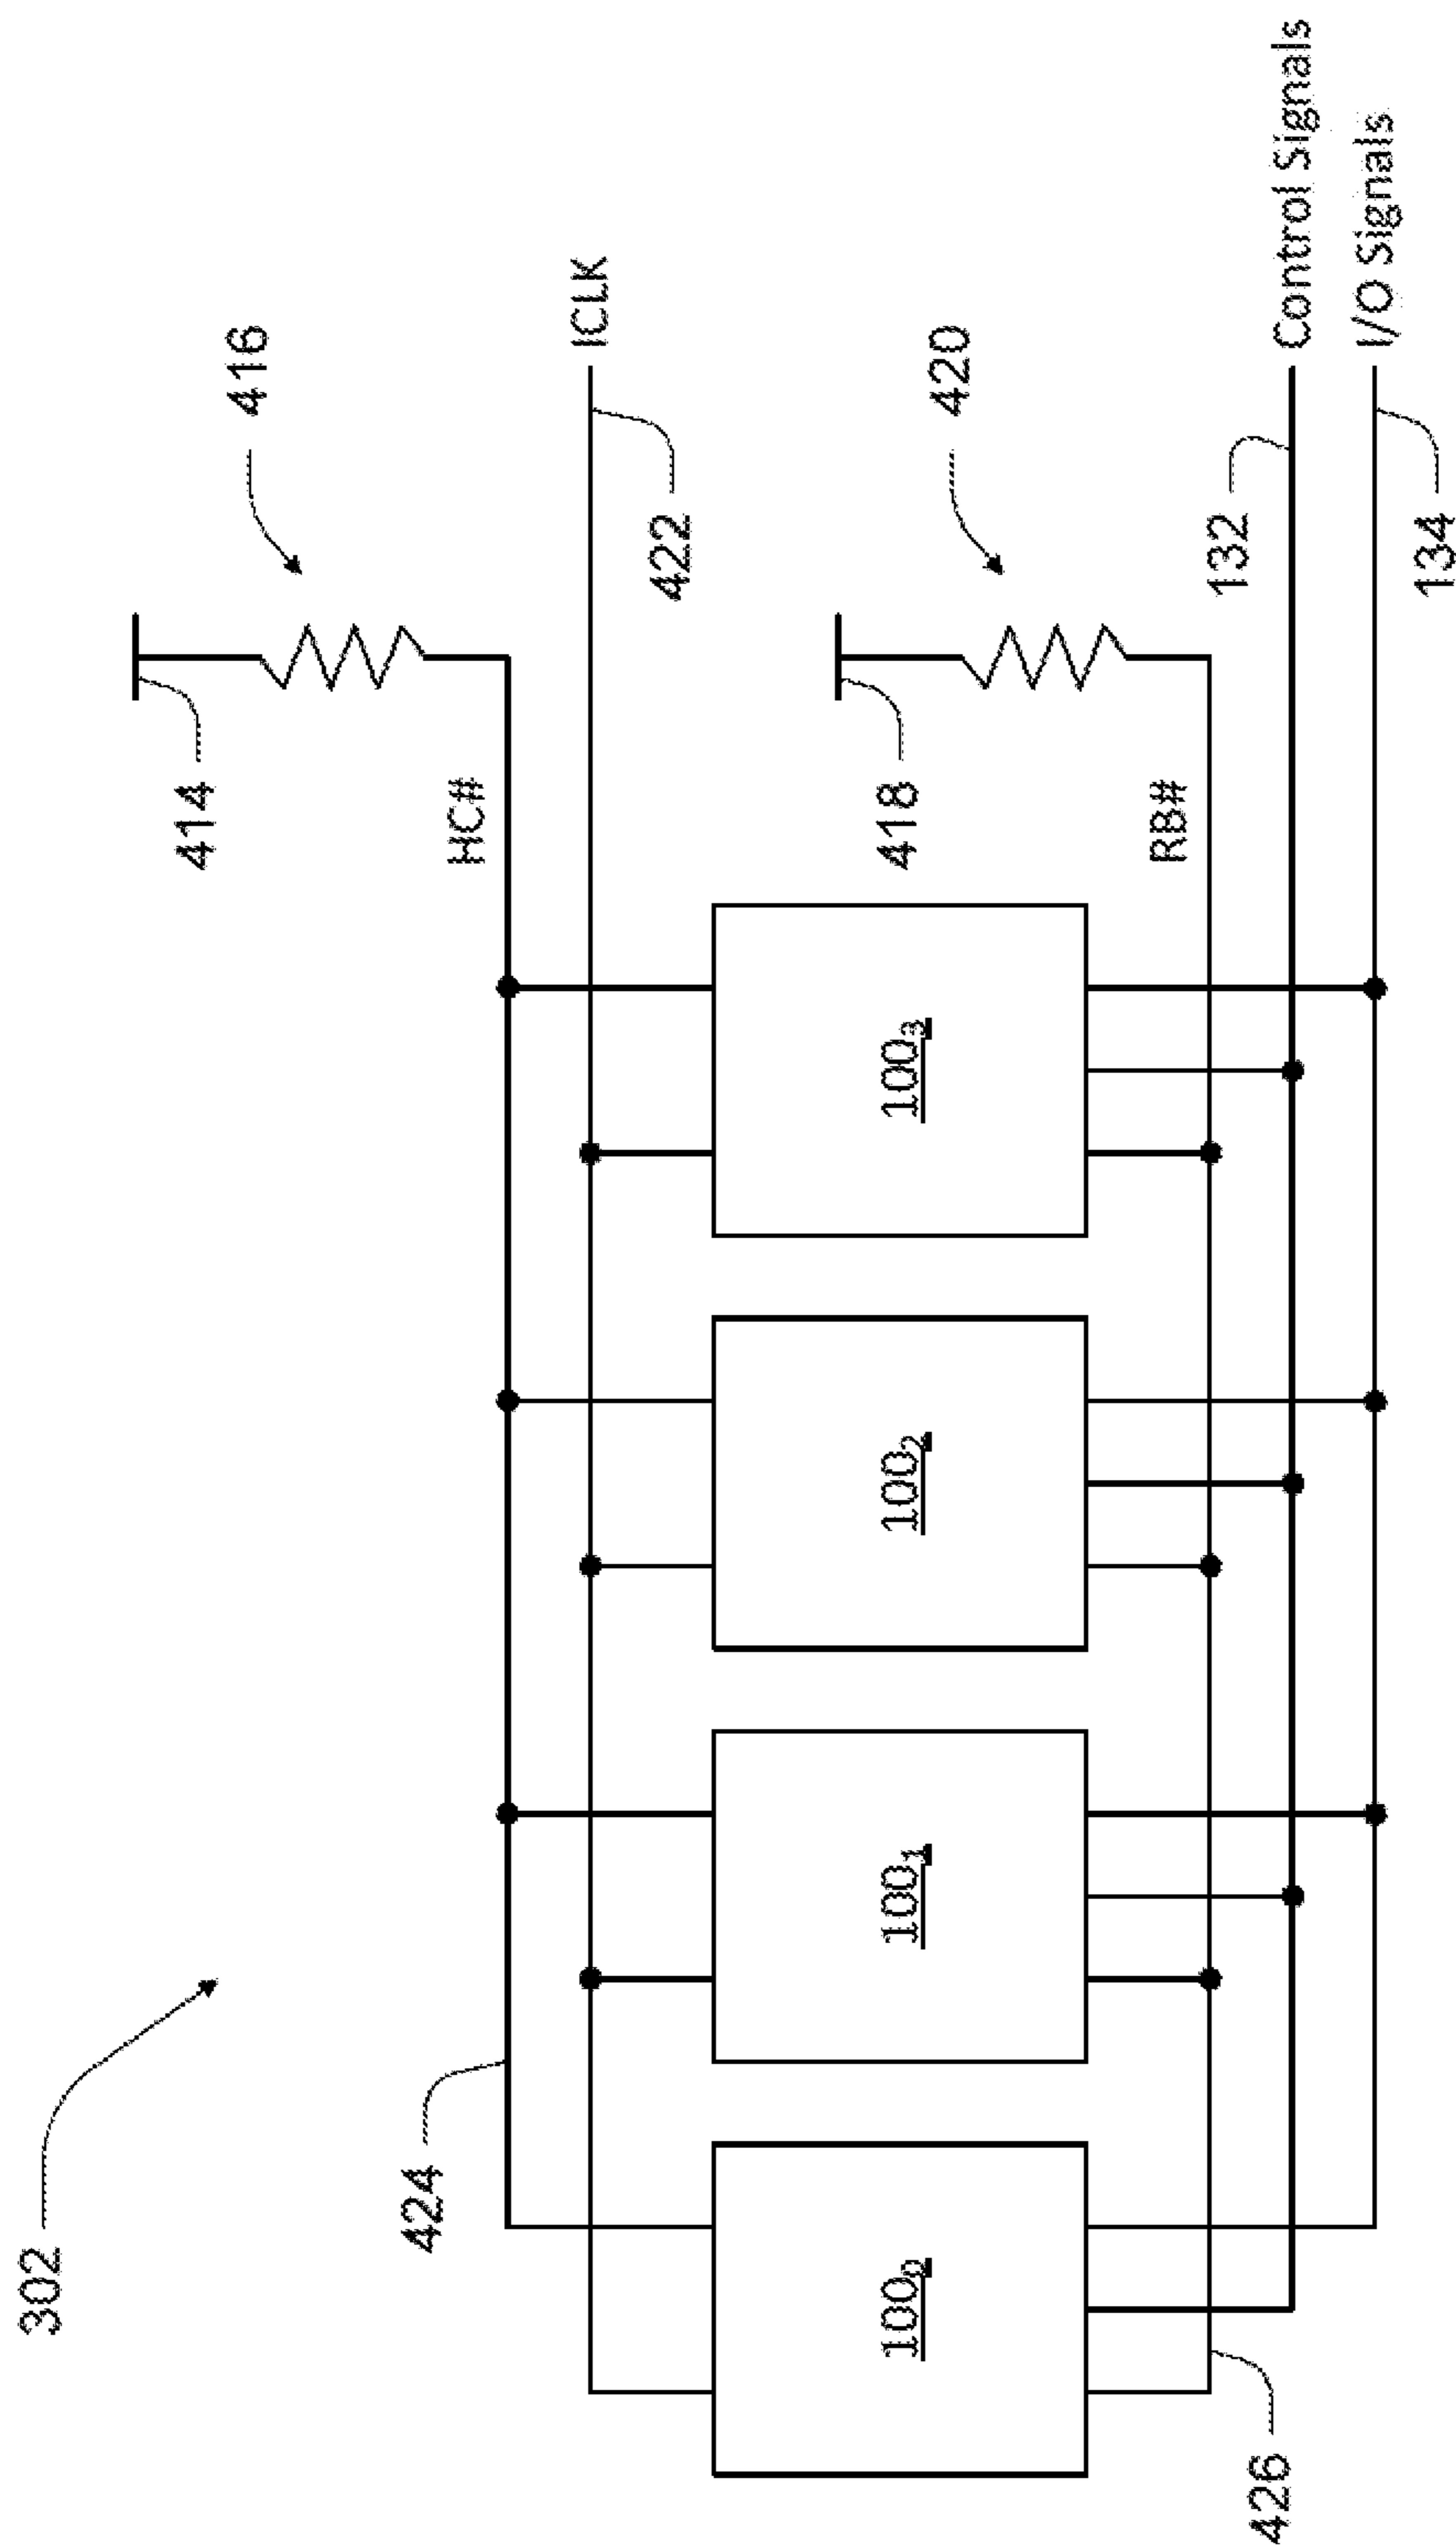 302
414
416
424
HC#
ICLK
422
100₀
100₁
100₂
100₃
418
420
RB#
426
132
Control Signals
I/O Signals
134